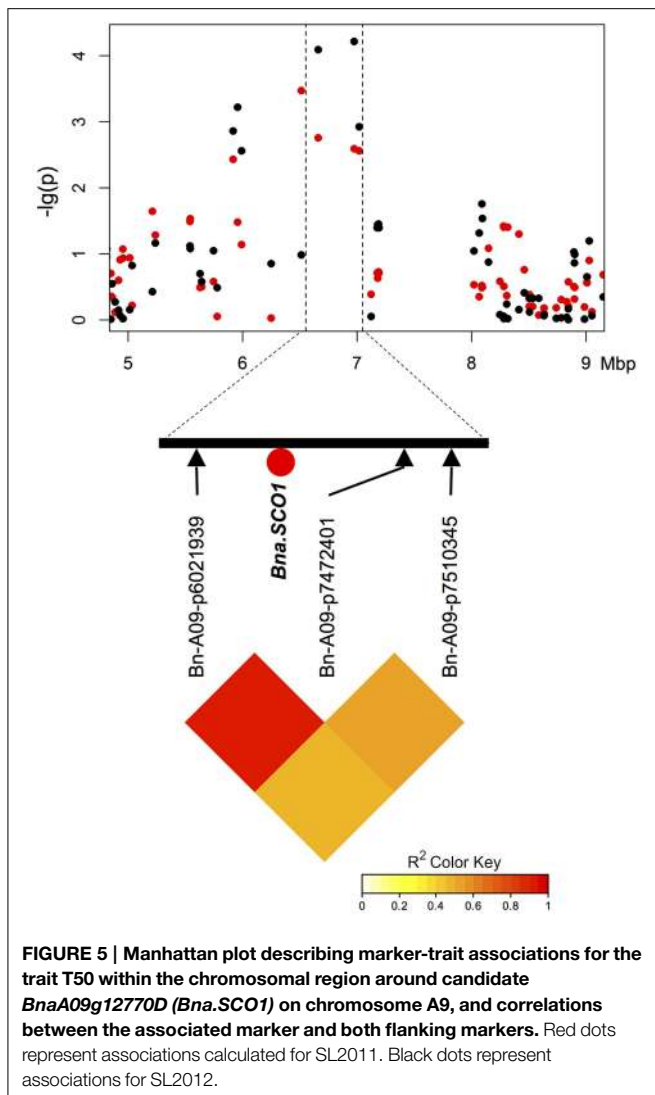 4
3
2
1
0
-lg(p)
5 6 7 8 9 Mbp
Bn-A09-p6021939
Bna.SCO1
Bn-A09-p7472401
Bn-A09-p7510345
R² Color Key
0 0.2 0.4 0.6 0.8 1
FIGURE 5 | Manhattan plot describing marker-trait associations for the
trait T50 within the chromosomal region around candidate
BnaA09g12770D (Bna.SCO1) on chromosome A9, and correlations
between the associated marker and both flanking markers. Red dots
represent associations calculated for SL2011. Black dots represent
associations for SL2012.